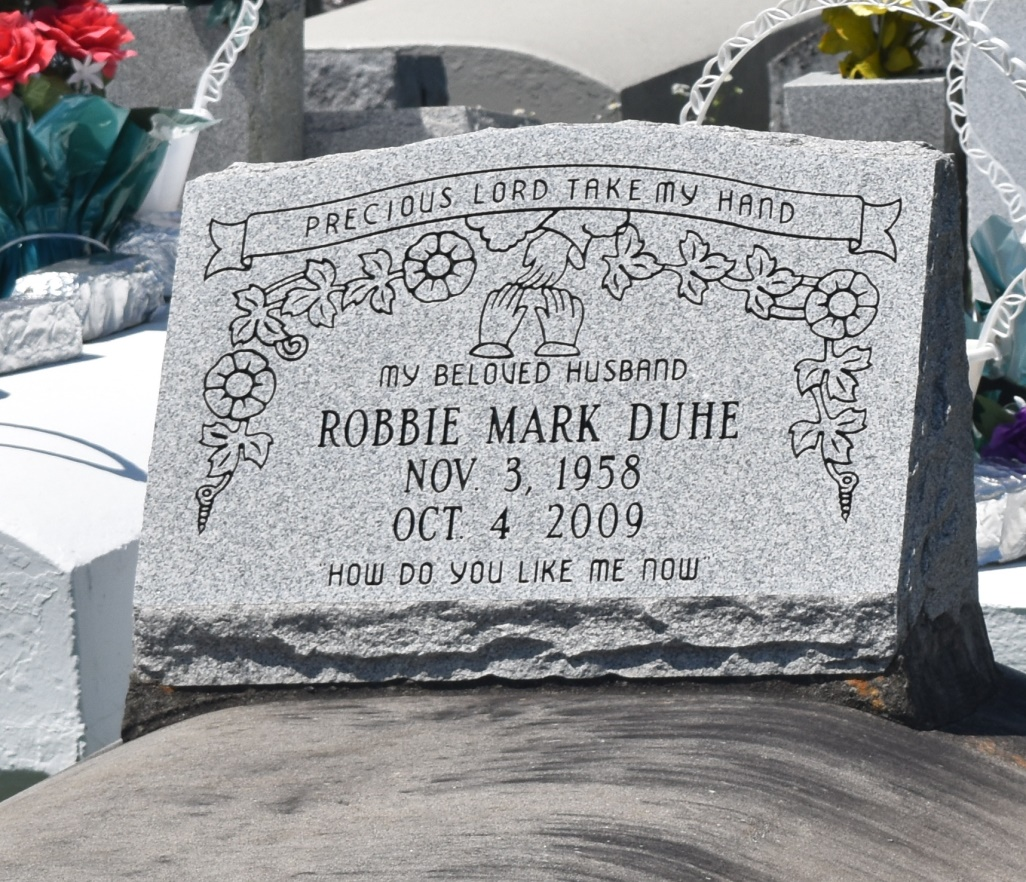 PRECIOUS LORD TAKE MY HAND
MY BELOVED HUSBAND
ROBBIE MARK DUHE
NOV. 3, 1958
OCT. 4 2009
"HOW DO YOU LIKE ME NOW"